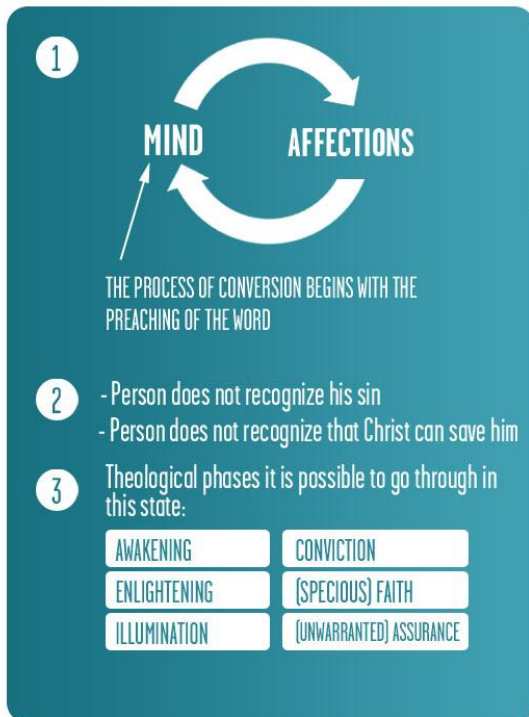 1
MIND AFFECTIONS
THE PROCESS OF CONVERSION BEGINS WITH THE
PREACHING OF THE WORD
2
- Person does not recognize his sin
- Person does not recognize that Christ can save him
3
Theological phases it is possible to go through in
this state:
AWAKENING CONVICTION
ENLIGHTENING (SPECIOUS) FAITH
ILLUMINATION (UNWARRANTED) ASSURANCE